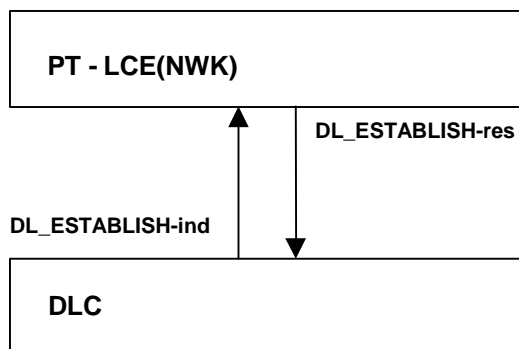 PT - LCE(NWK)
DL_ESTABLISH-res
DL_ESTABLISH-ind
DLC